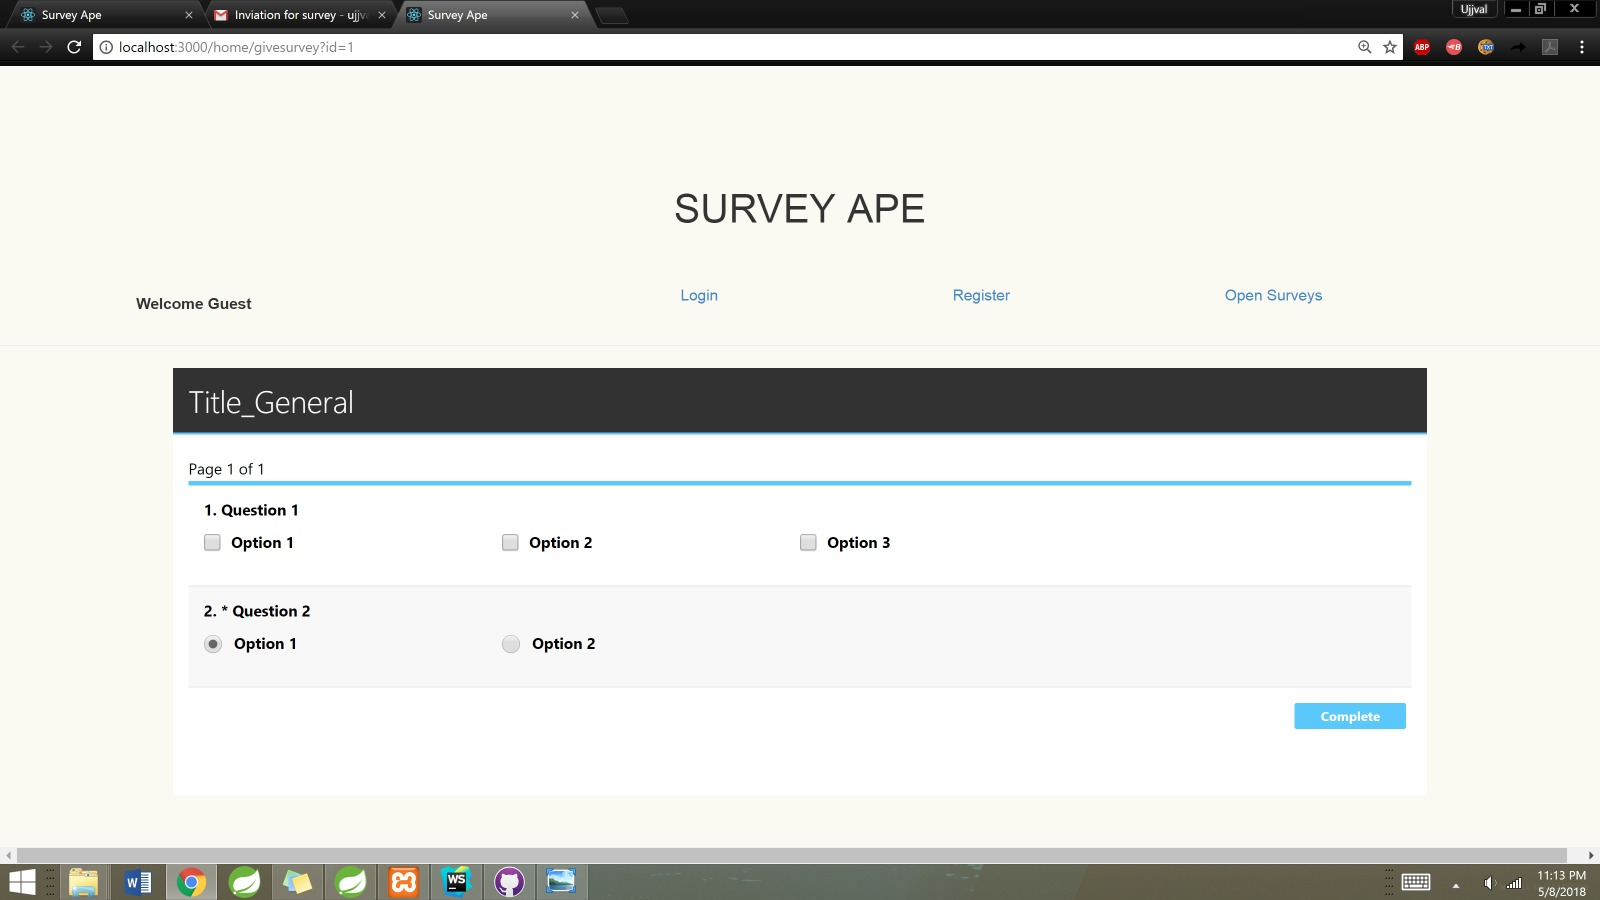 Survey Ape
Inviation for survey - ujjv
Survey Ape
Ujjval
localhost:3000/home/givesurvey?id=1
ABP
SURVEY APE
Welcome Guest
Login
Register
Open Surveys
Title_General
Page 1 of 1
1. Question 1
Option 1
Option 2
Option 3
2. * Question 2
Option 1
Option 2
Complete
WS
11:13 PM
5/8/2018